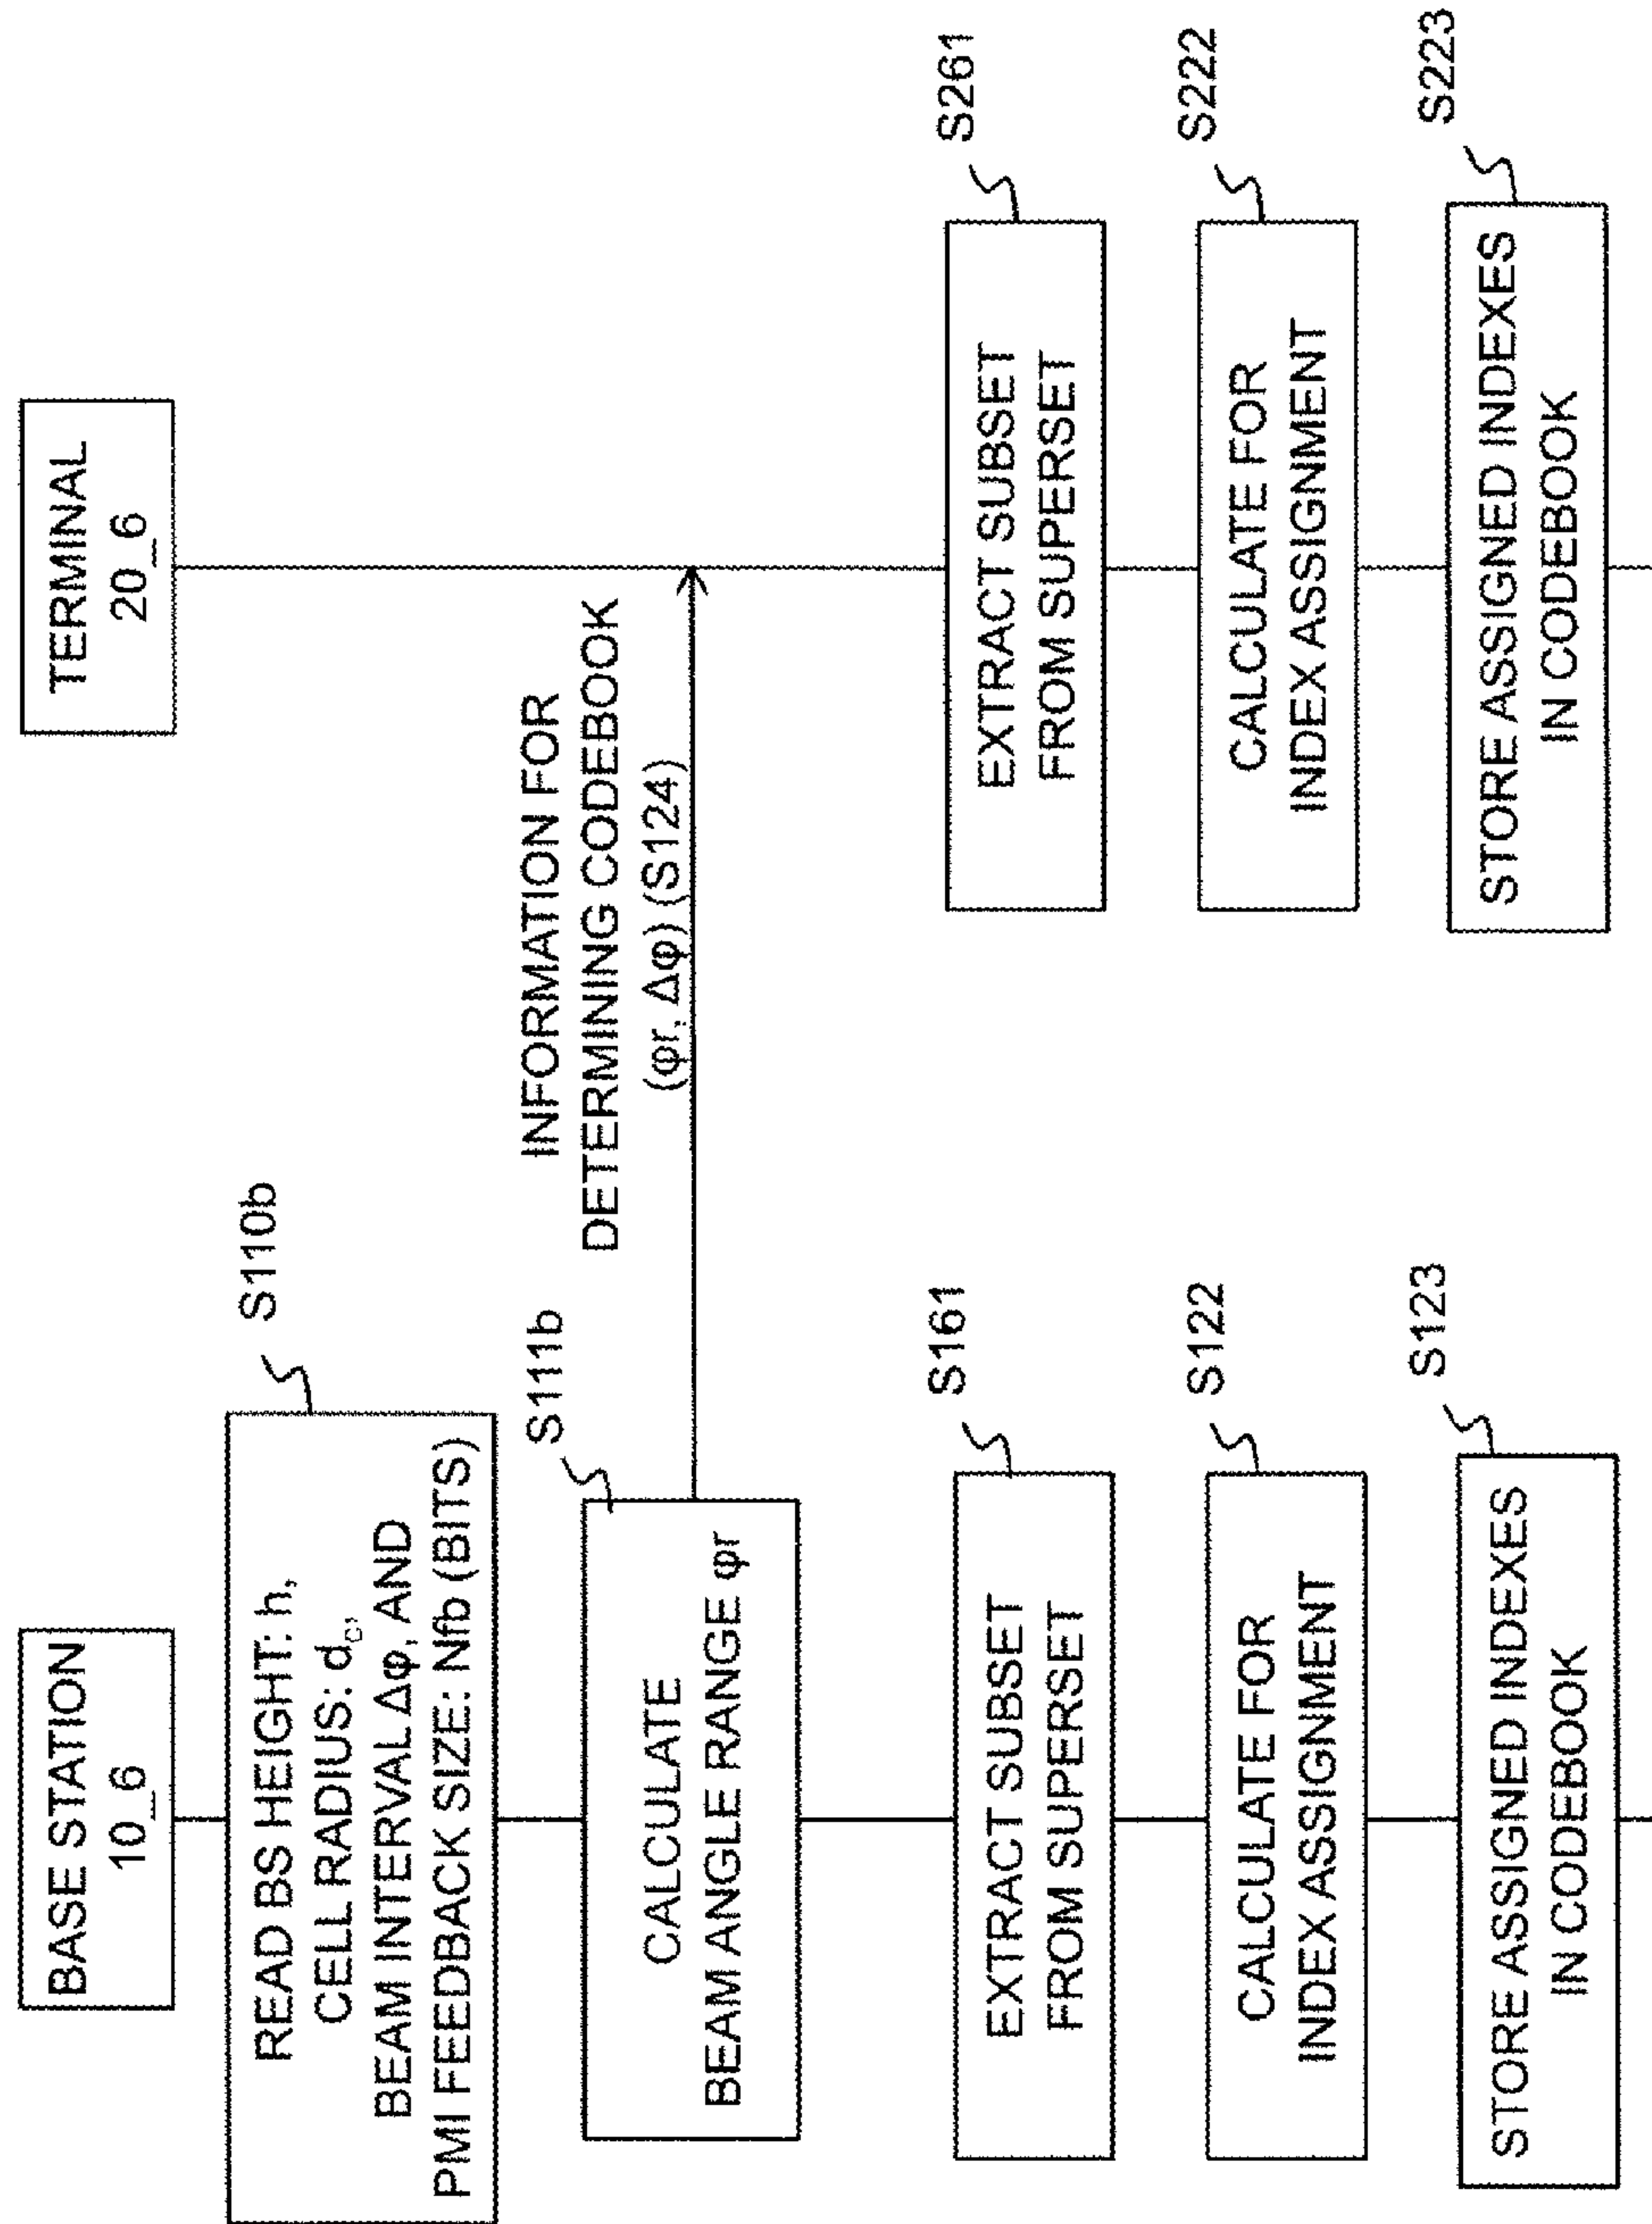 BASE STATION
10_6
TERMINAL
20_6
READ BS HEIGHT: h,
CELL RADIUS: dc,
BEAM INTERVAL Δφ, AND
PMI FEEDBACK SIZE: Nfb (BITS)
S110b
CALCULATE
BEAM ANGLE RANGE φr
S111b
INFORMATION FOR
DETERMINING CODEBOOK
(φr, Δφ) (S124)
EXTRACT SUBSET
FROM SUPERSET
S161
EXTRACT SUBSET
FROM SUPERSET
S261
CALCULATE FOR
INDEX ASSIGNMENT
S122
CALCULATE FOR
INDEX ASSIGNMENT
S222
STORE ASSIGNED INDEXES
IN CODEBOOK
S123
STORE ASSIGNED INDEXES
IN CODEBOOK
S223